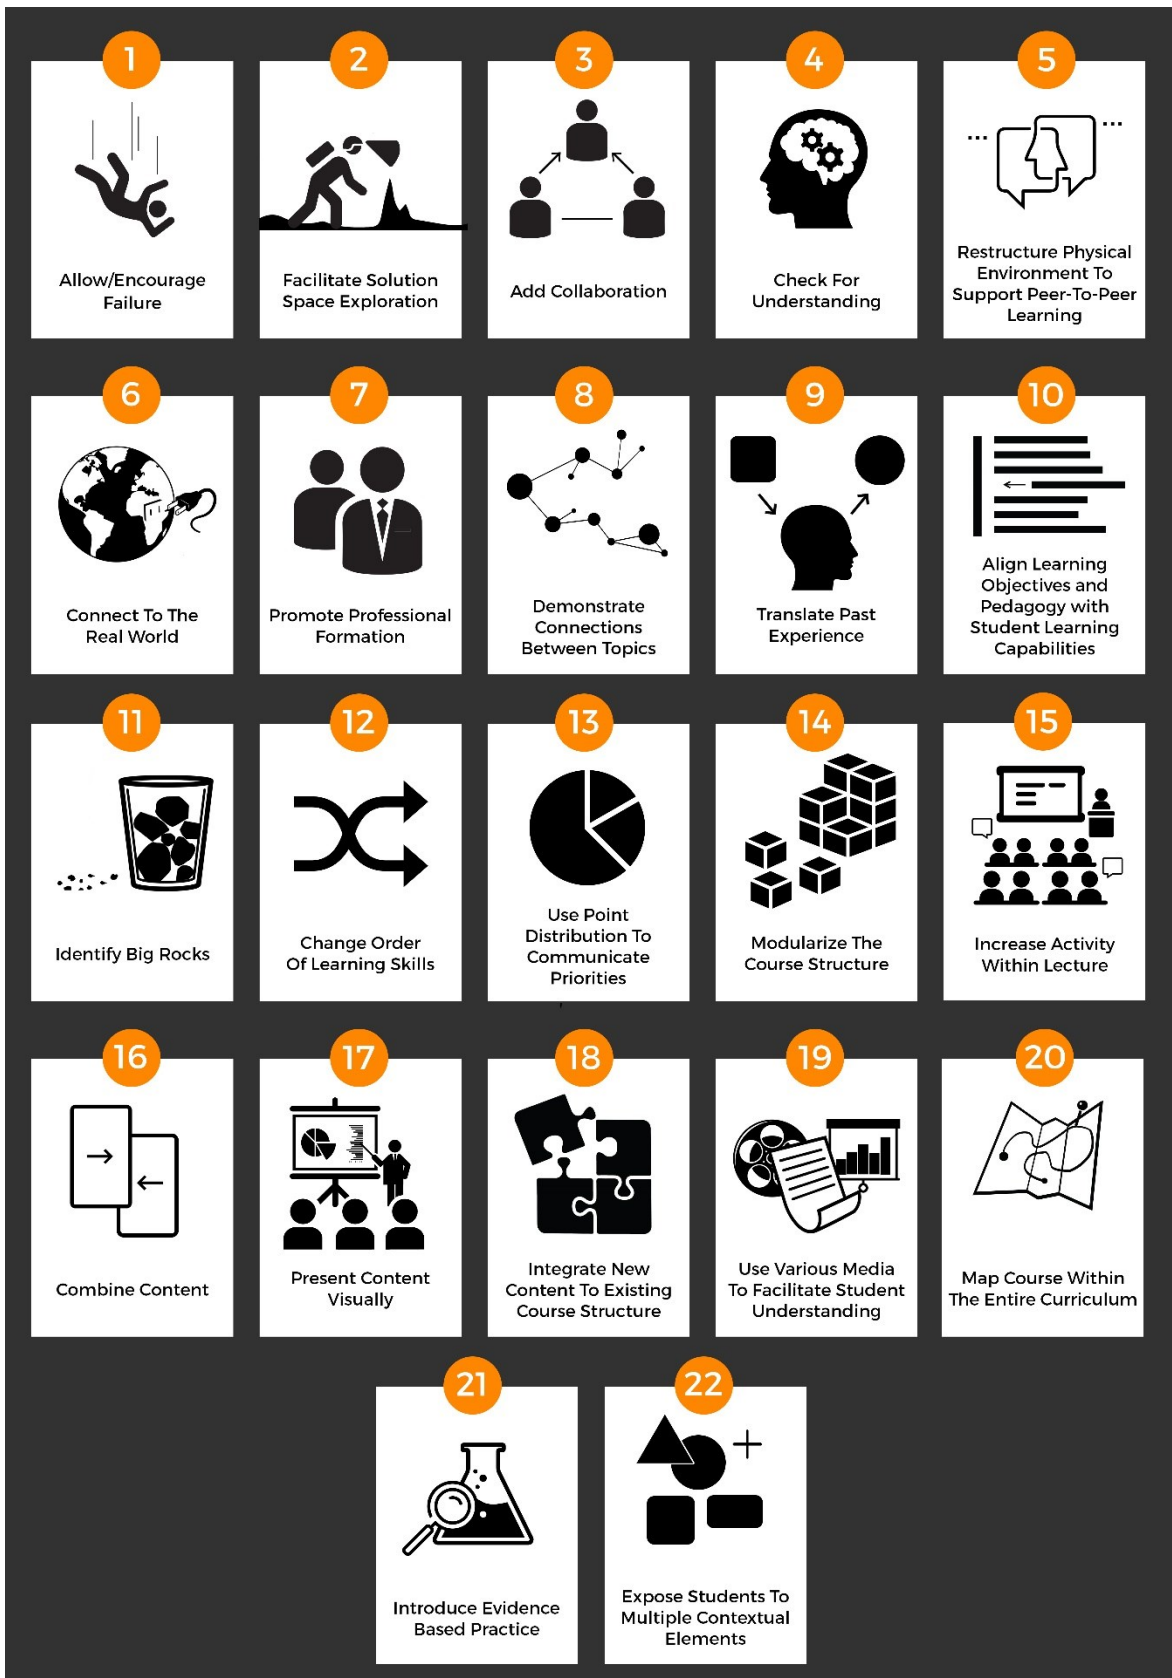 1
Allow/Encourage
Failure
2
Facilitate Solution
Space Exploration
3
Add Collaboration
4
Check For
Understanding
5
Restructure Physical
Environment To
Support Peer-To-Peer
Learning
6
Connect To The
Real World
7
Promote Professional
Formation
8
Demonstrate
Connections
Between Topics
9
Translate Past
Experience
10
Align Learning
Objectives and
Pedagogy with
Student Learning
Capabilities
11
Identify Big Rocks
12
Change Order
Of Learning Skills
13
Use Point
Distribution To
Communicate
Priorities
14
Modularize The
Course Structure
15
Increase Activity
Within Lecture
16
Combine Content
17
Present Content
Visually
18
Integrate New
Content To Existing
Course Structure
19
Use Various Media
To Facilitate Student
Understanding
20
Map Course Within
The Entire Curriculum
21
Introduce Evidence
Based Practice
22
Expose Students To
Multiple Contextual
Elements